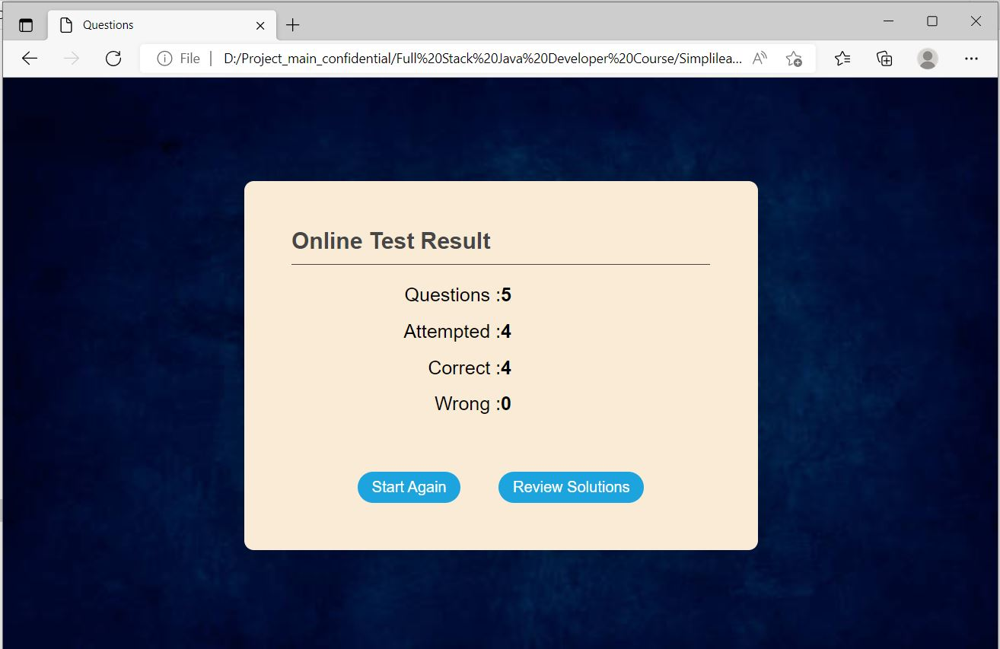 Questions
File | D:/Project_main_confidential/Full%20Stack%20Java%20Developer%20Course/Simplilea...
Online Test Result
Questions :5
Attempted :4
Correct :4
Wrong :0
Start Again Review Solutions